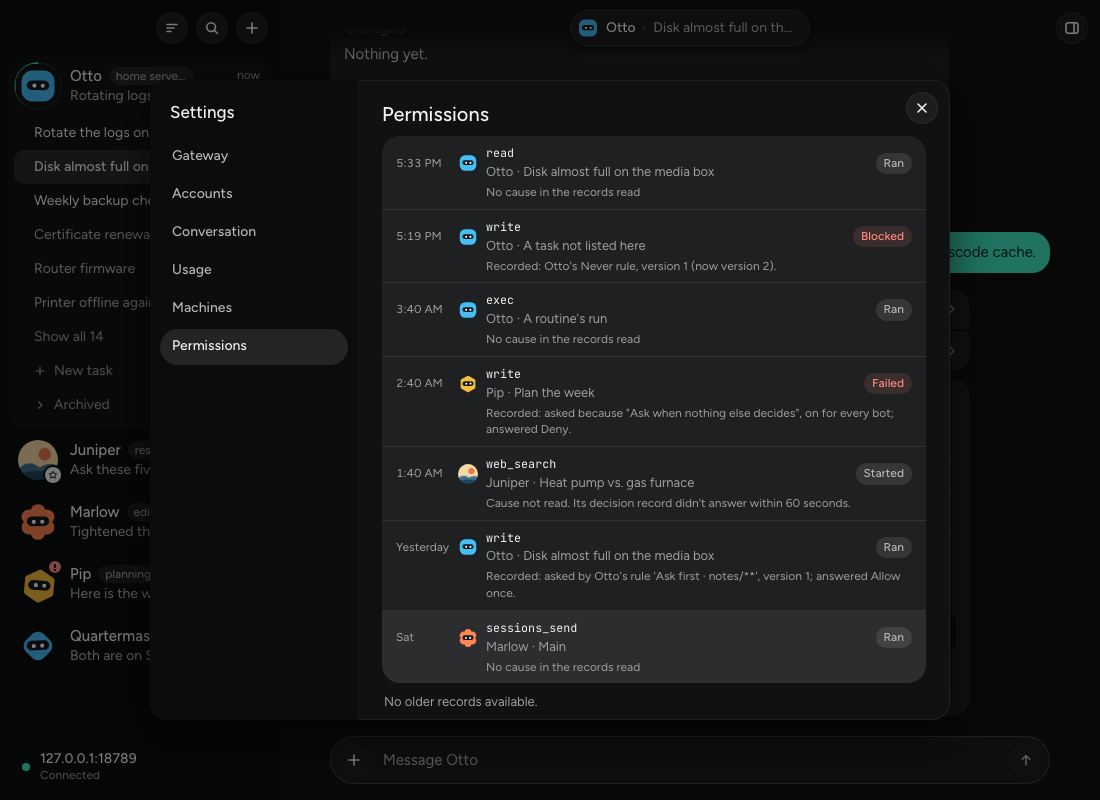 Otto · Disk almost full on th…
Nothing yet.
Otto home serve… now
Rotating logs
Rotate the logs on
Disk almost full on
Weekly backup che
Certificate renewa
Router firmware
Printer offline agai
Show all 14
+ New task
Archived
Juniper res
Ask these fiv
Marlow edi
Tightened th
Pip planning
Here is the w
Quartermas
Both are on S
127.0.0.1:18789
Connected
Settings
Gateway
Accounts
Conversation
Usage
Machines
Permissions
Permissions
5:33 PM read Ran
Otto · Disk almost full on the media box
No cause in the records read
5:19 PM write Blocked
Otto · A task not listed here
Recorded: Otto's Never rule, version 1 (now version 2).
3:40 AM exec Ran
Otto · A routine's run
No cause in the records read
2:40 AM write Failed
Pip · Plan the week
Recorded: asked because "Ask when nothing else decides", on for every bot;
answered Deny.
1:40 AM web_search Started
Juniper · Heat pump vs. gas furnace
Cause not read. Its decision record didn't answer within 60 seconds.
Yesterday write Ran
Otto · Disk almost full on the media box
Recorded: asked by Otto's rule 'Ask first · notes/**', version 1; answered Allow
once.
Sat sessions_send Ran
Marlow · Main
No cause in the records read
No older records available.
scode cache.
Message Otto